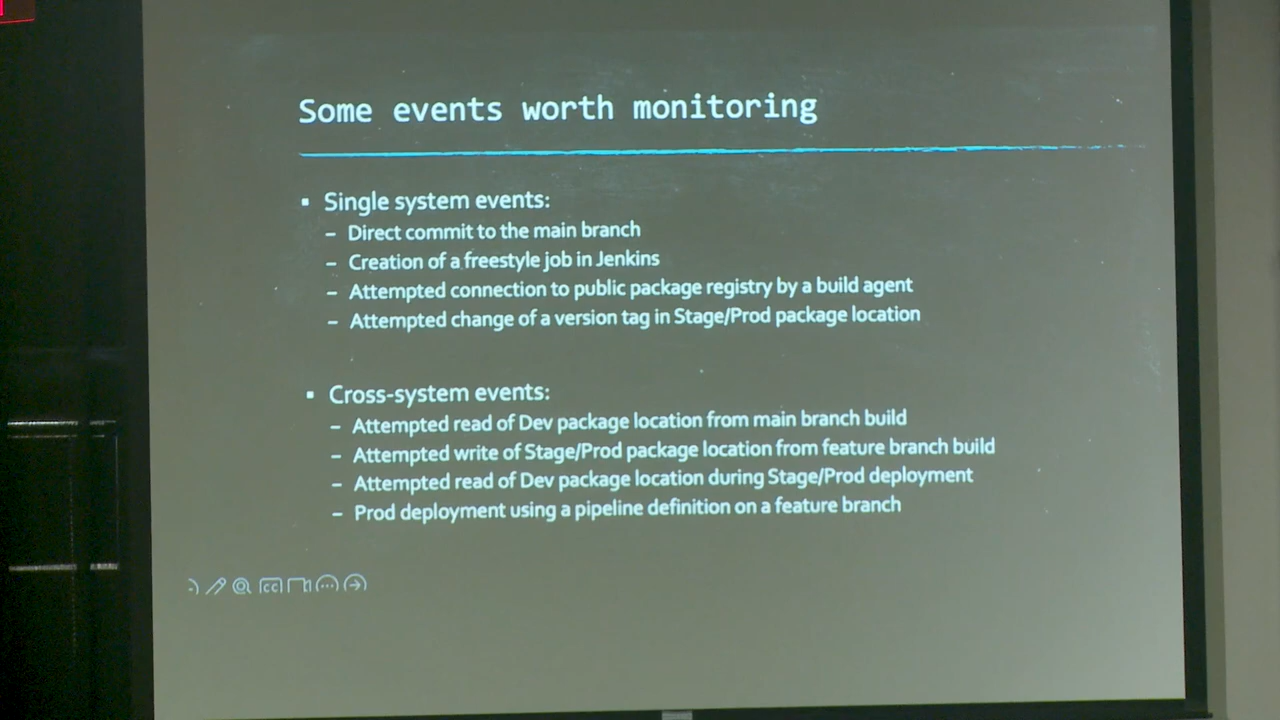 Some events worth monitoring
▪ Single system events:
– Direct commit to the main branch
– Creation of a freestyle job in Jenkins
– Attempted connection to public package registry by a build agent
– Attempted change of a version tag in Stage/Prod package location
▪ Cross-system events:
– Attempted read of Dev package location from main branch build
– Attempted write of Stage/Prod package location from feature branch build
– Attempted read of Dev package location during Stage/Prod deployment
– Prod deployment using a pipeline definition on a feature branch
CC